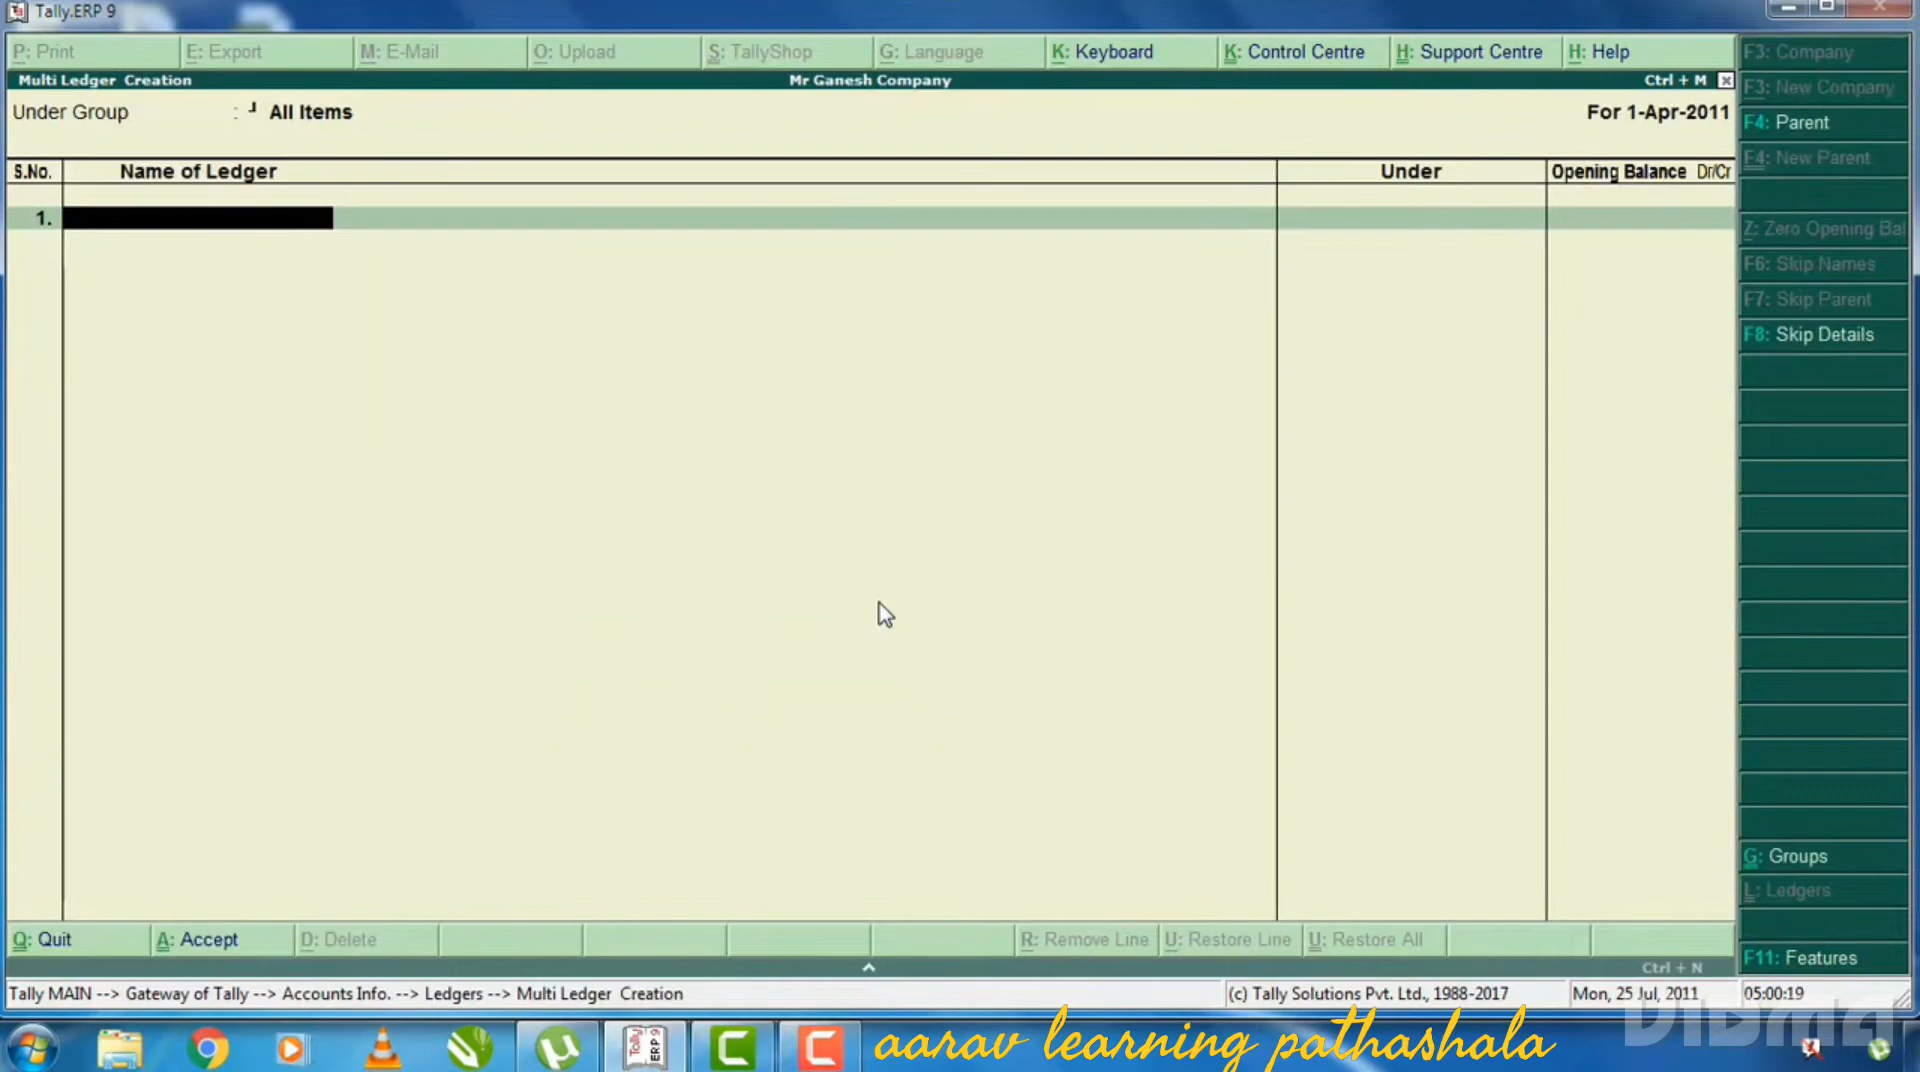 Tally.ERP 9
P: Print E: Export M: E-Mail O: Upload S: TallyShop G: Language K: Keyboard K: Control Centre H: Support Centre H: Help
Multi Ledger Creation Mr Ganesh Company Ctrl + M
Under Group : All Items For 1-Apr-2011
S.No. Name of Ledger Under Opening Balance Dr/Cr
1.
F3: Company
F3: New Company
F4: Parent
F4: New Parent
Z: Zero Opening Bal
F6: Skip Names
F7: Skip Parent
F8: Skip Details
G: Groups
L: Ledgers
F11: Features
Q: Quit A: Accept D: Delete R: Remove Line U: Restore Line U: Restore All
Ctrl + N
Tally MAIN --> Gateway of Tally --> Accounts Info. --> Ledgers --> Multi Ledger Creation (c) Tally Solutions Pvt. Ltd., 1988-2017 Mon, 25 Jul, 2011 05:00:19
Tally ERP 9
aarav learning pathashala